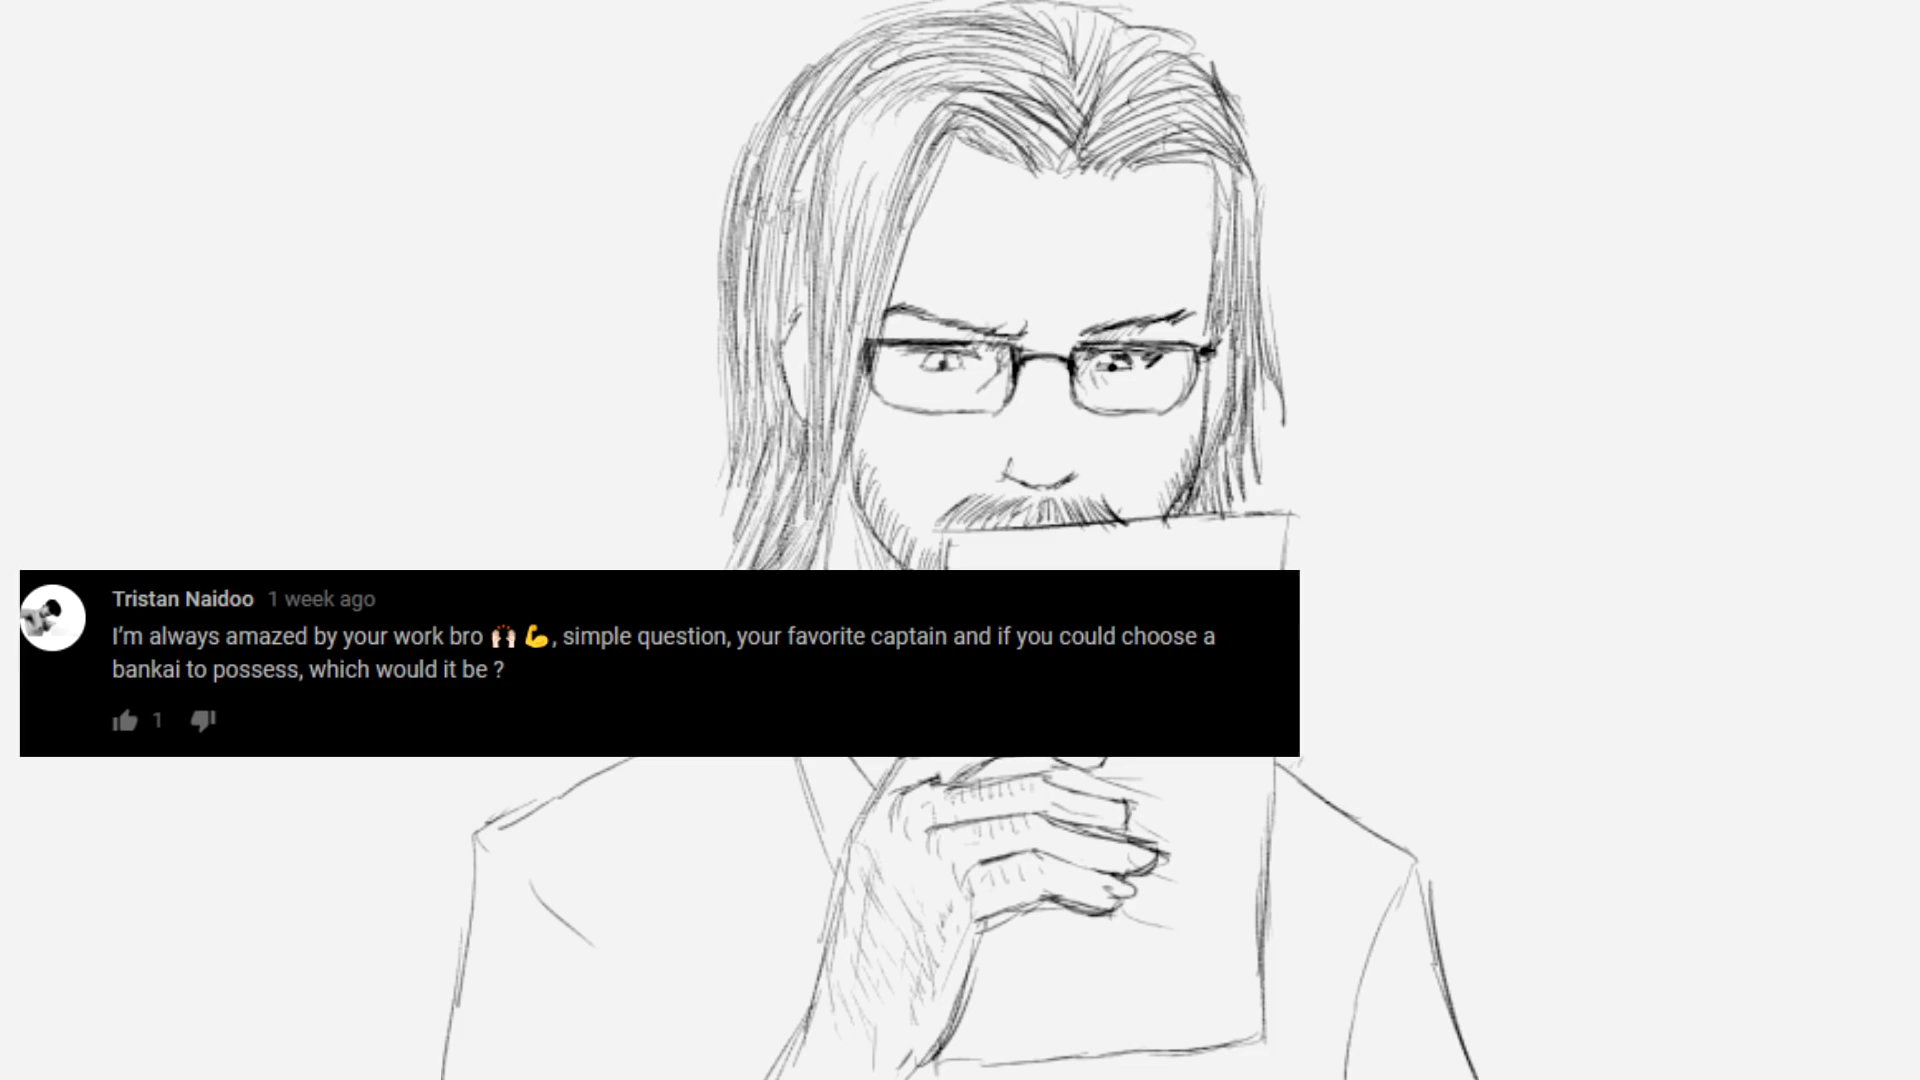 Tristan Naidoo 1 week ago
I’m always amazed by your work bro 🙌🏻 💪, simple question, your favorite captain and if you could choose a
bankai to possess, which would it be ?
1